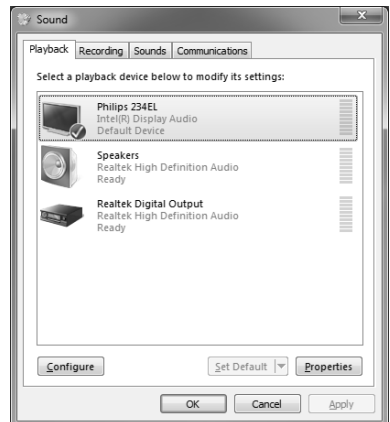 Sound
Playback Recording Sounds Communications
Select a playback device below to modify its settings:
Philips 234EL
Intel(R) Display Audio
Default Device
Speakers
Realtek High Definition Audio
Ready
Realtek Digital Output
Realtek High Definition Audio
Ready
Configure Set Default Properties
OK Cancel Apply